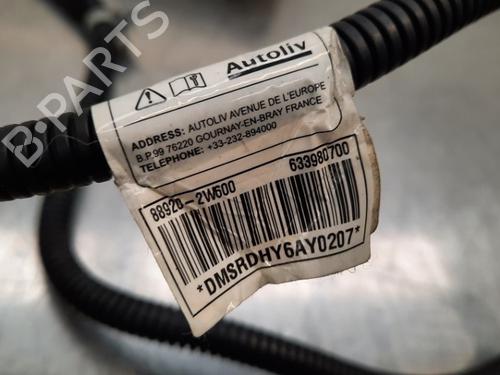 B-PARTS
Autoliv
ADDRESS: AUTOLIV AVENUE DE L'EUROPE
B.P.99 76220 GOURNAY-EN-BRAY FRANCE
TELEPHONE: +33-232-894000
88920-2W600 633980700
*DMSRDHY6AY0207*